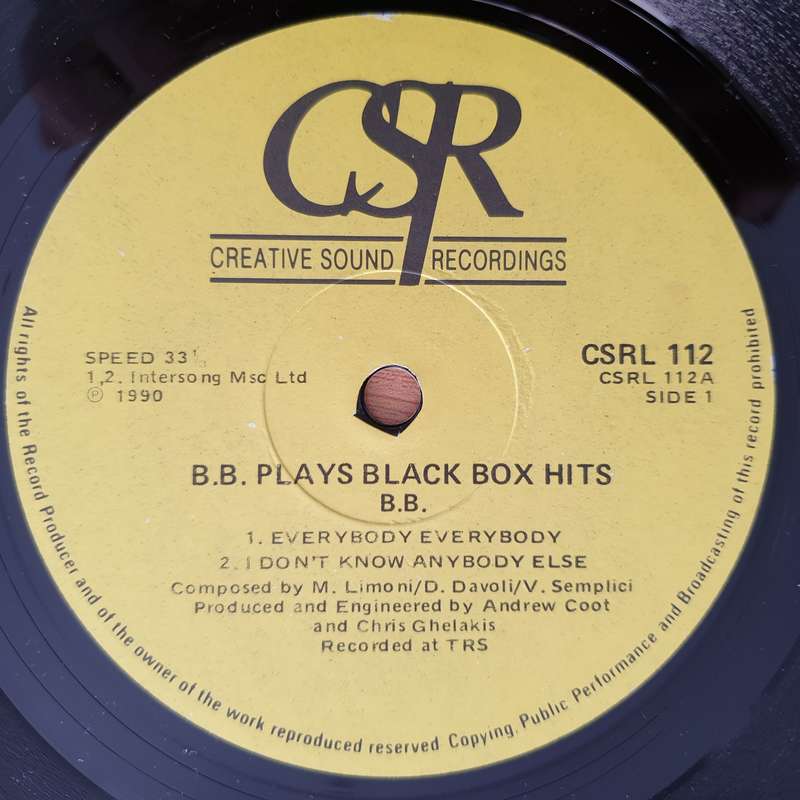 CSR
CREATIVE SOUND RECORDINGS
SPEED 33⅓
1,2. Intersong Msc Ltd
℗ 1990
CSRL 112
CSRL 112A
SIDE 1
B.B. PLAYS BLACK BOX HITS
B.B.
1. EVERYBODY EVERYBODY
2. I DON'T KNOW ANYBODY ELSE
Composed by M. Limoni/D. Davoli/V. Semplici
Produced and Engineered by Andrew Coot
and Chris Ghelakis
Recorded at TRS
All rights of the Record Producer and of the owner of the work reproduced reserved Copying, Public Performance and Broadcasting of this record prohibited